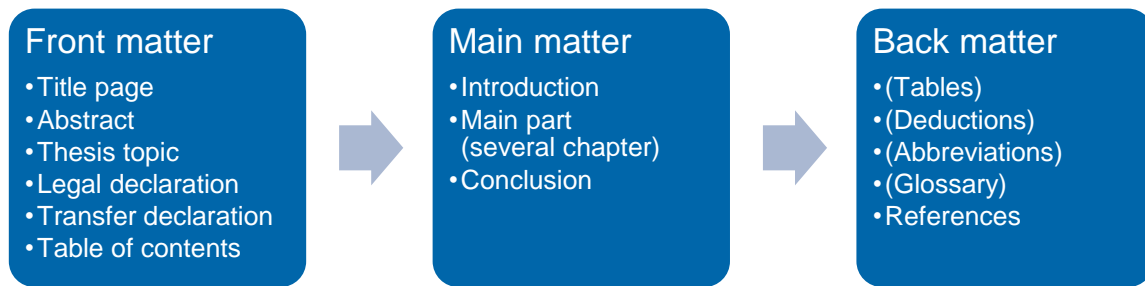 Front matter
•Title page
•Abstract
•Thesis topic
•Legal declaration
•Transfer declaration
•Table of contents
Main matter
•Introduction
•Main part
(several chapter)
•Conclusion
Back matter
•(Tables)
•(Deductions)
•(Abbreviations)
•(Glossary)
•References